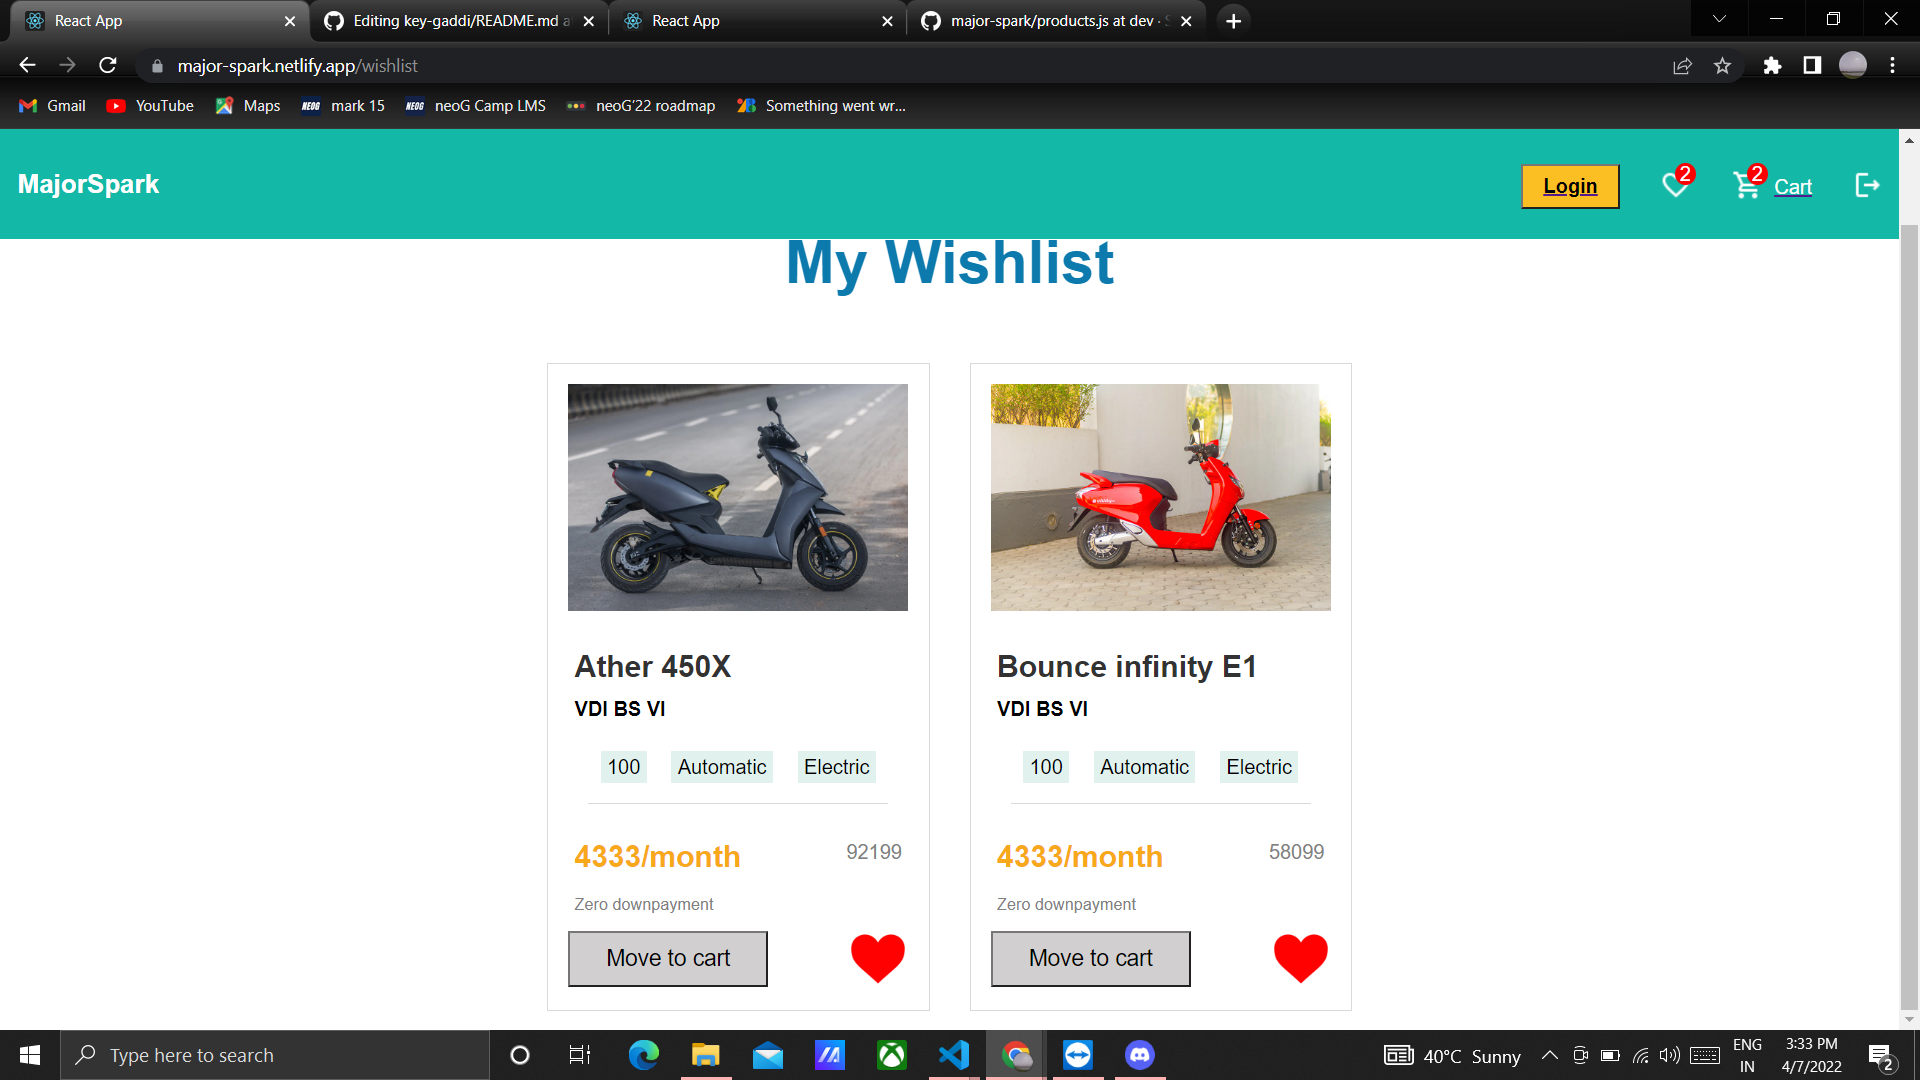 React App
Editing key-gaddi/README.md a
React App
major-spark/products.js at dev · S
major-spark.netlify.app/wishlist
Gmail
YouTube
Maps
NEOG mark 15
NEOG neoG Camp LMS
neoG'22 roadmap
Something went wr...
MajorSpark
Login
2
2
Cart
My Wishlist
Ather 450X
VDI BS VI
100 Automatic Electric
4333/month 92199
Zero downpayment
Move to cart
Bounce infinity E1
VDI BS VI
100 Automatic Electric
4333/month 58099
Zero downpayment
Move to cart
Type here to search
40°C Sunny
ENG
IN
3:33 PM
4/7/2022
2